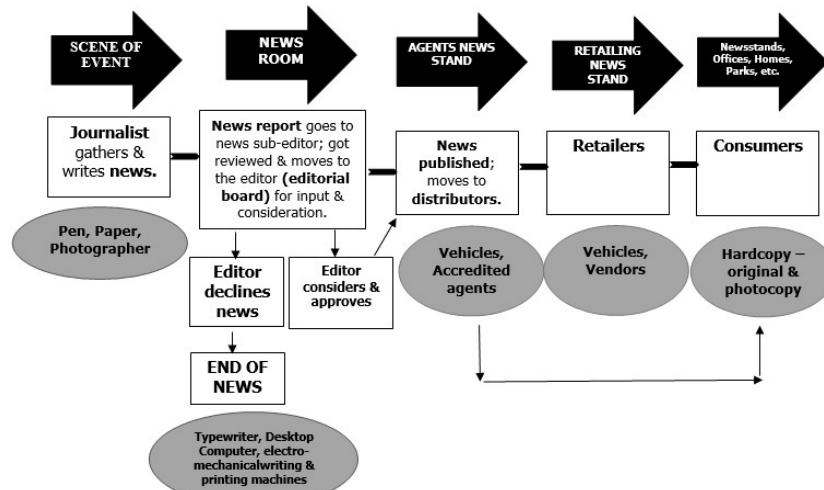 SCENE OF
EVENT
NEWS
ROOM
AGENTS NEWS
STAND
RETAILING
NEWS
STAND
Newsstands,
Offices, Homes,
Parks, etc.
Journalist
gathers &
writes news.
News report goes to
news sub-editor; got
reviewed & moves to
the editor (editorial
board) for input &
consideration.
News
published;
moves to
distributors.
Retailers
Consumers
Pen, Paper,
Photographer
Editor
declines
news
Editor
considers &
approves
Vehicles,
Accredited
agents
Vehicles,
Vendors
Hardcopy –
original &
photocopy
END OF
NEWS
Typewriter, Desktop
Computer, electro-
mechanicalwriting &
printing machines